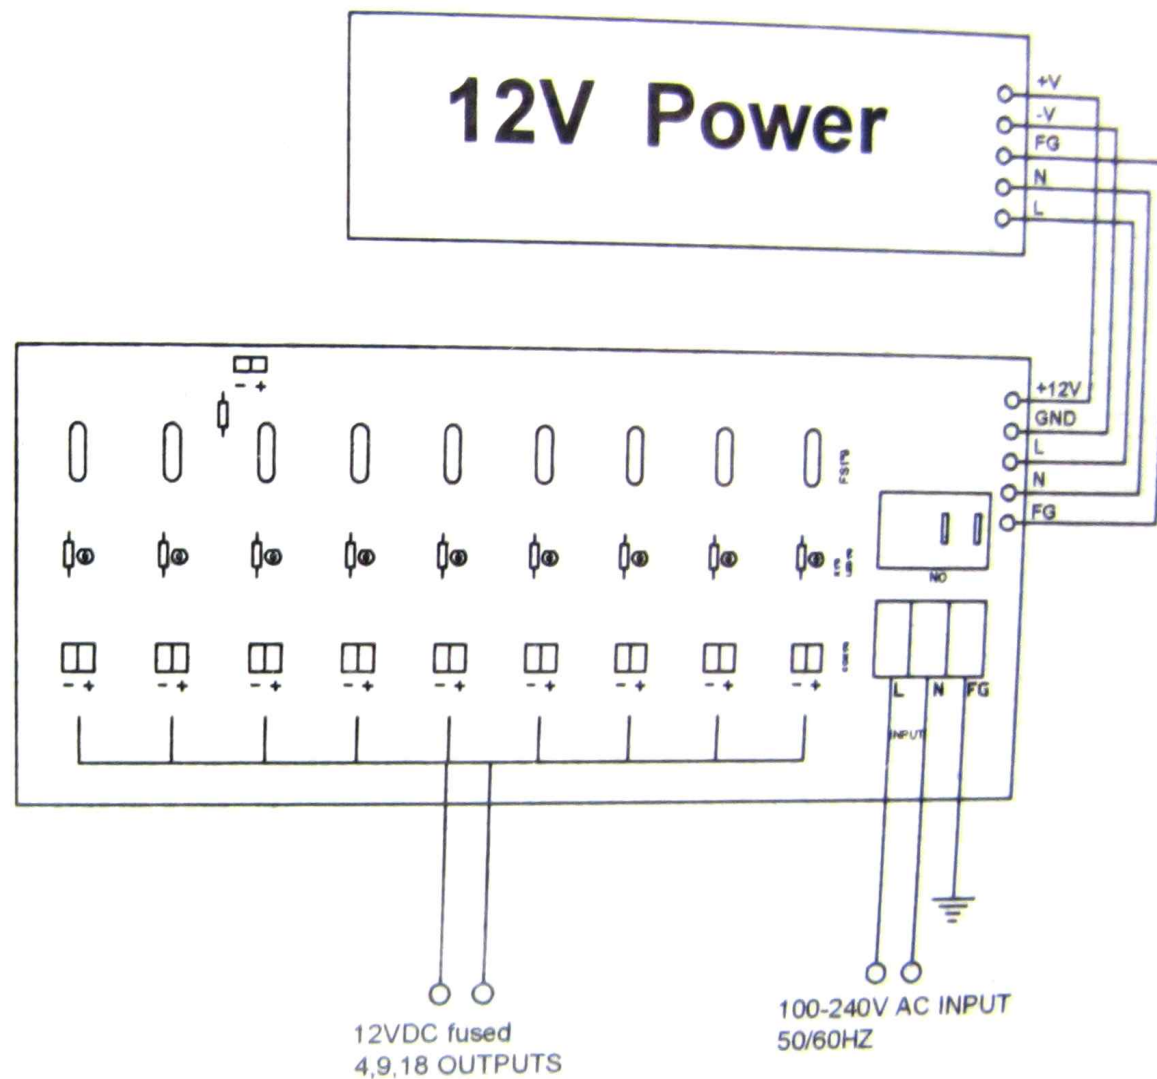 12V Power
+V
-V
FG
N
L
- +
+12V
GND
L
N
FG
NO
- + - + - + - + - + - + - + - + - +
L N FG
INPUT
12VDC fused
4,9,18 OUTPUTS
100-240V AC INPUT
50/60HZ